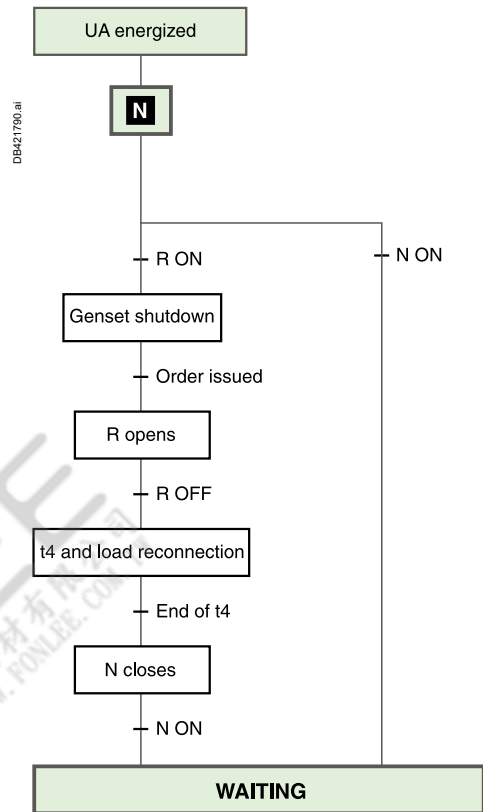 UA energized
DB421790.ai
N
R ON
N ON
Genset shutdown
Order issued
R opens
R OFF
t4 and load reconnection
End of t4
N closes
N ON
WAITING